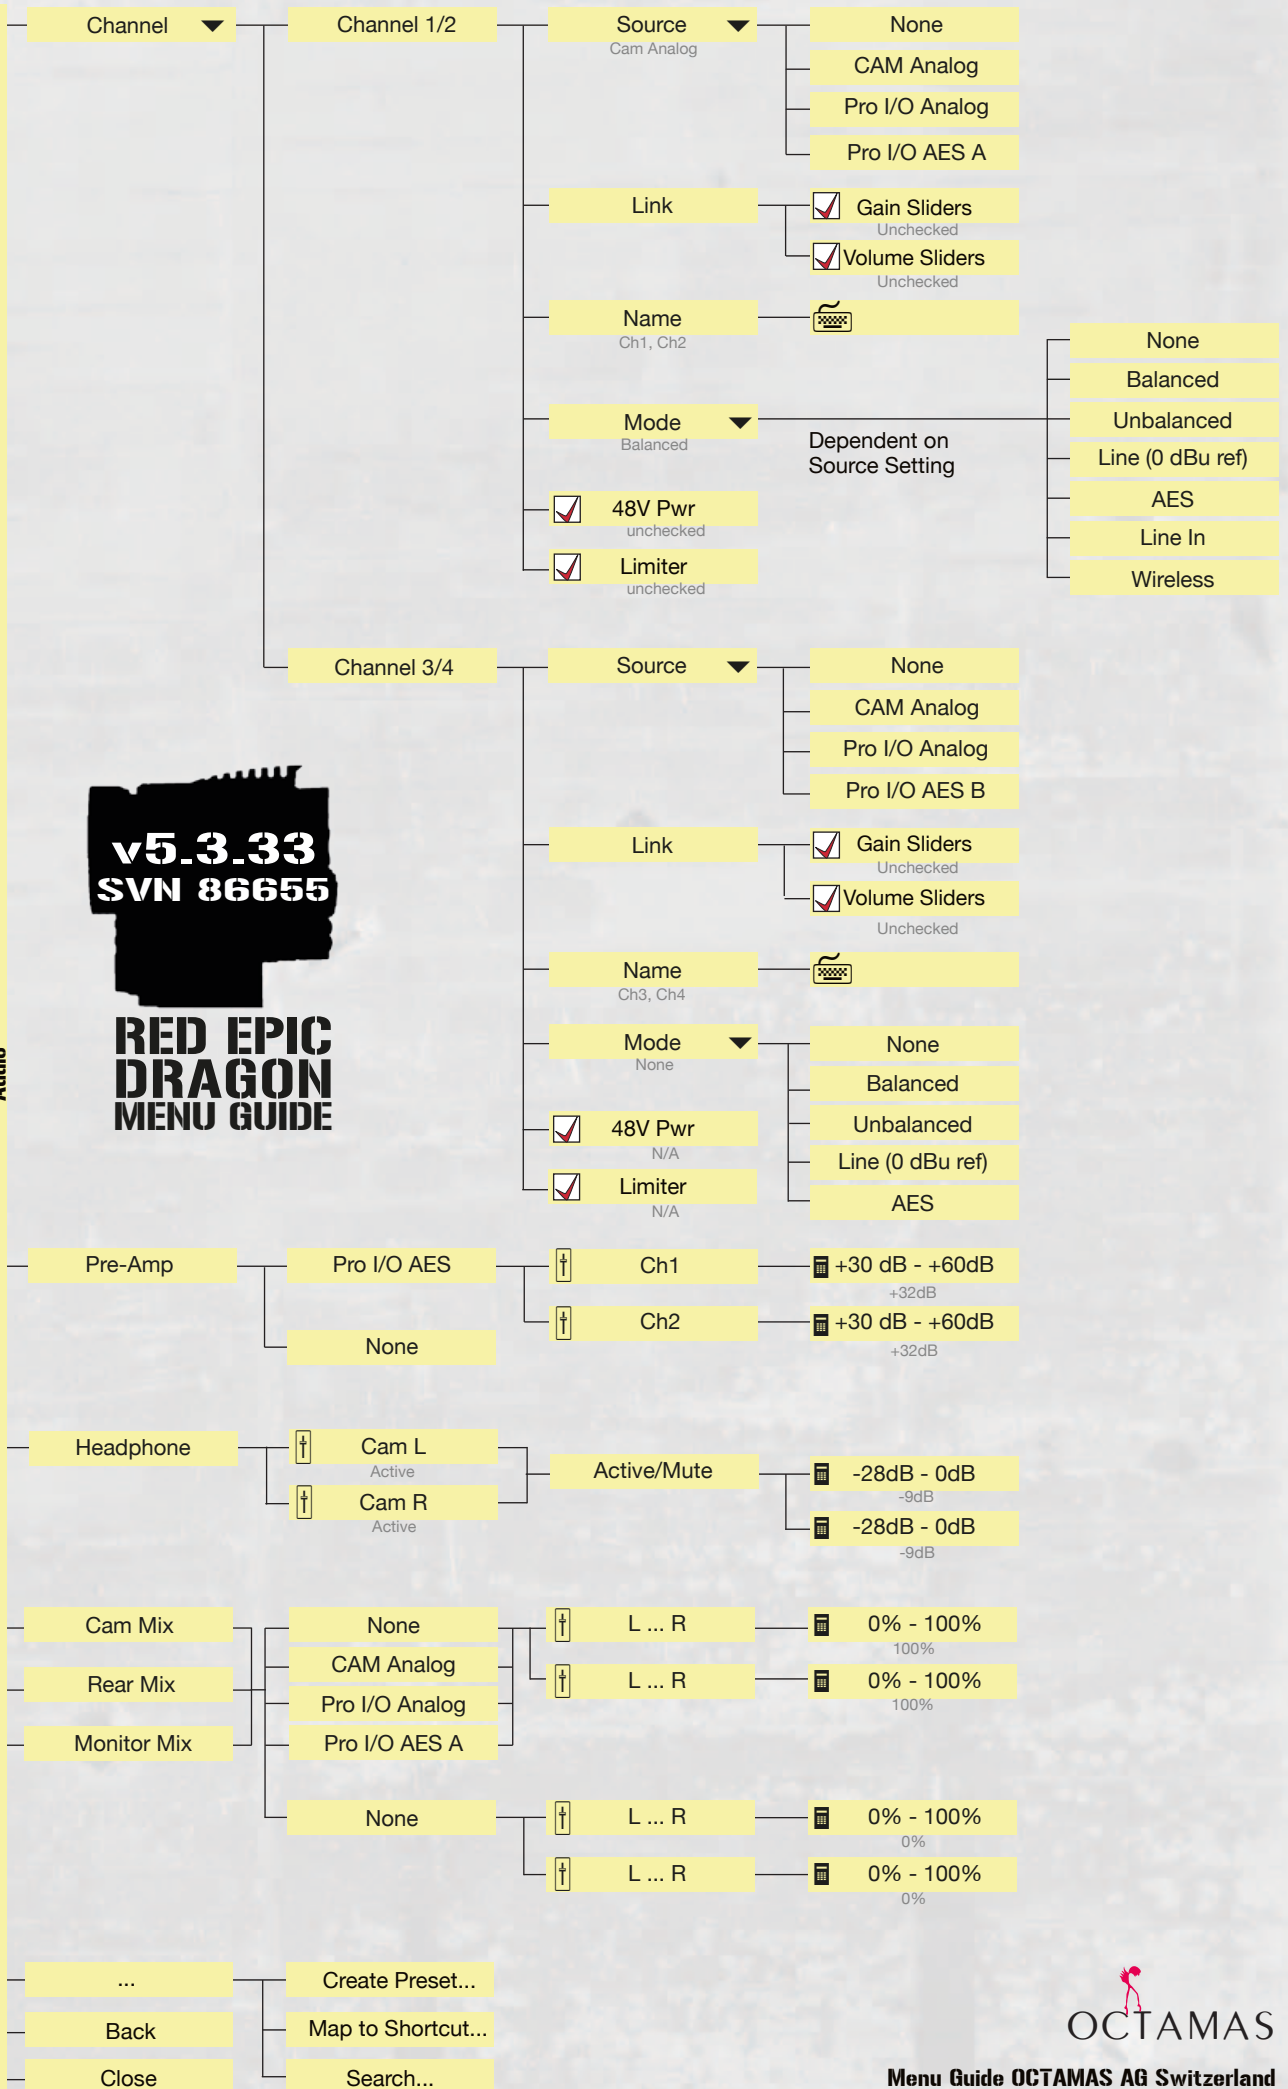 Channel
Channel 1/2
Source
Cam Analog
None
CAM Analog
Pro I/O Analog
Pro I/O AES A
Link
Gain Sliders
Unchecked
Volume Sliders
Unchecked
Name
Ch1, Ch2
Mode
Balanced
Dependent on
Source Setting
None
Balanced
Unbalanced
Line (0 dBu ref)
AES
Line In
Wireless
48V Pwr
unchecked
Limiter
unchecked
Channel 3/4
Source
None
CAM Analog
Pro I/O Analog
Pro I/O AES B
Link
Gain Sliders
Unchecked
Volume Sliders
Unchecked
Name
Ch3, Ch4
Mode
None
None
Balanced
Unbalanced
Line (0 dBu ref)
AES
48V Pwr
N/A
Limiter
N/A
v5.3.33
SVN 86655
RED EPIC
DRAGON
MENU GUIDE
Audio
Pre-Amp
Pro I/O AES
Ch1
+30 dB - +60dB
+32dB
Ch2
+30 dB - +60dB
+32dB
None
Headphone
Cam L
Active
Cam R
Active
Active/Mute
-28dB - 0dB
-9dB
-28dB - 0dB
-9dB
Cam Mix
Rear Mix
Monitor Mix
None
CAM Analog
Pro I/O Analog
Pro I/O AES A
L ... R
0% - 100%
100%
L ... R
0% - 100%
100%
None
L ... R
0% - 100%
0%
L ... R
0% - 100%
0%
...
Create Preset...
Back
Map to Shortcut...
Close
Search...
OCTAMAS
Menu Guide OCTAMAS AG Switzerland